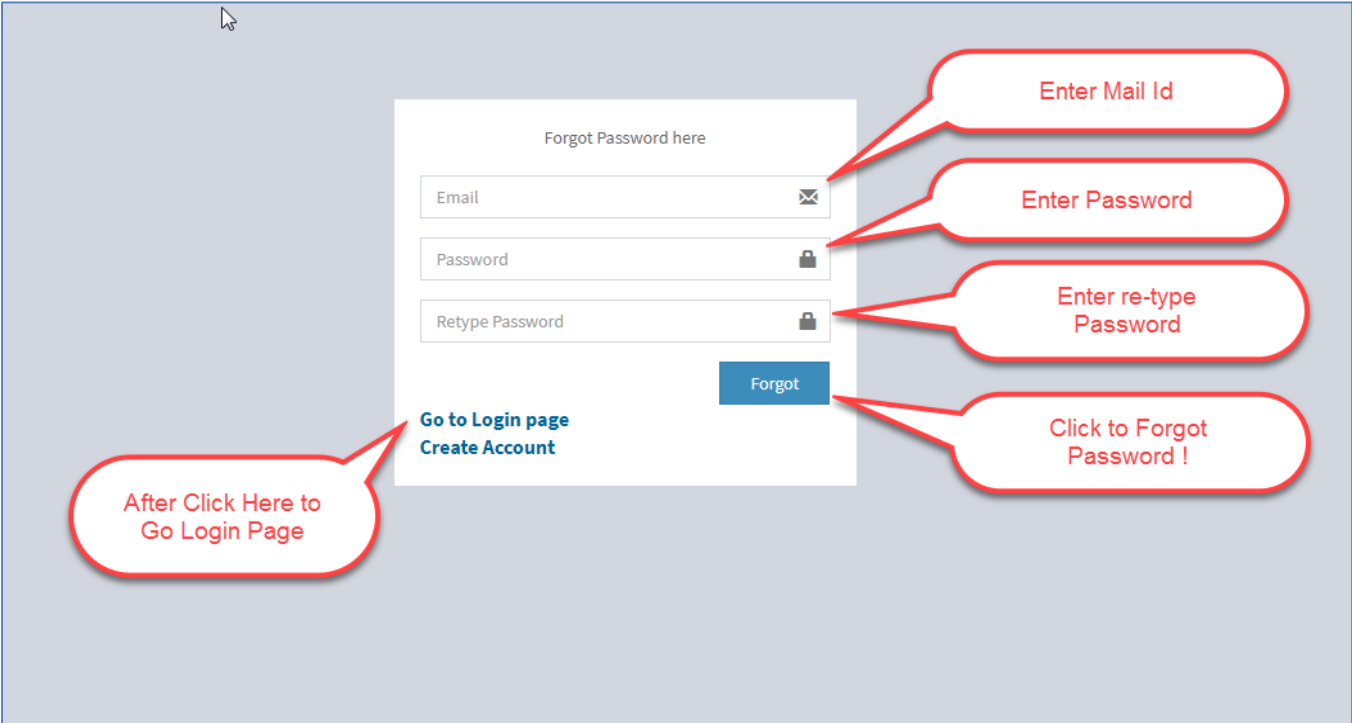 Enter Mail Id
Forgot Password here
Email
Enter Password
Password
Enter re-type
Password
Retype Password
Forgot
Click to Forgot
Password !
Go to Login page
Create Account
After Click Here to
Go Login Page